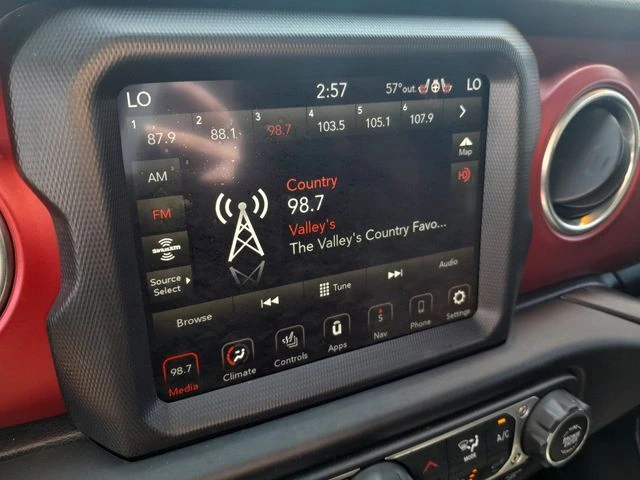 LO 2:57 57° out. LO
1 87.9 2 88.1 3 98.7 4 103.5 5 105.1 6 107.9
Map
AM
FM
SiriusXM
Source Select
Country
98.7
Valley's
The Valley's Country Favo...
Browse
Tune
Audio
98.7
Media
Climate
Controls
Apps
S
Nav
Phone
Settings
MODE
A/C